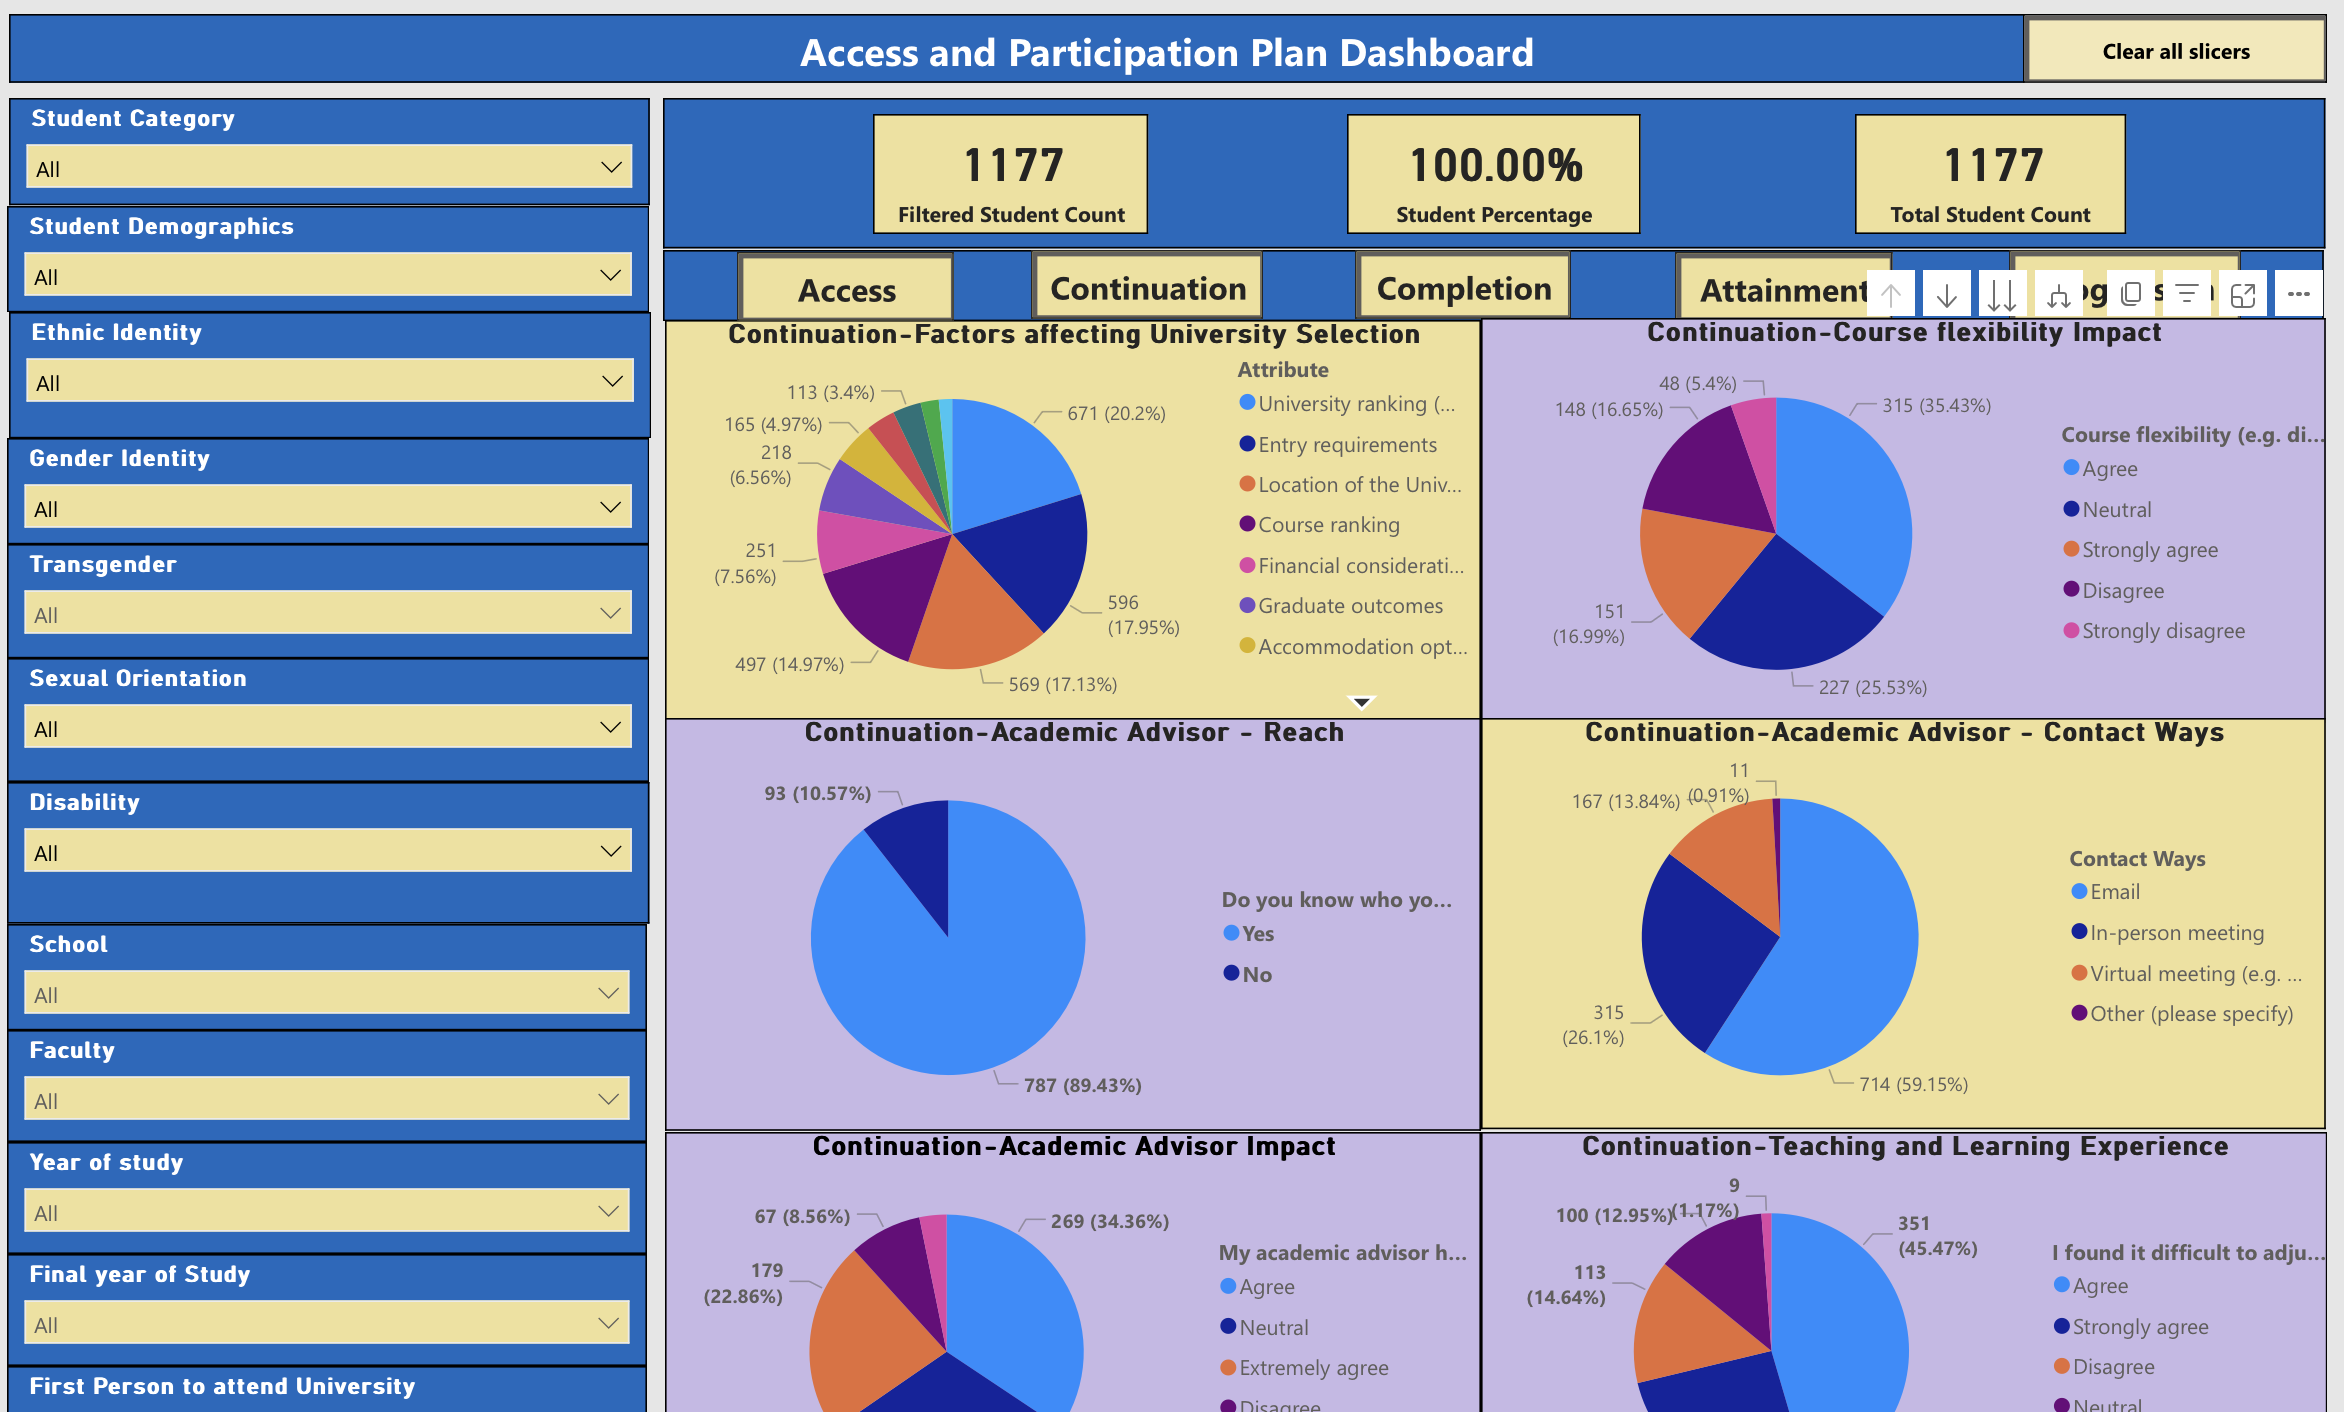 Access and Participation Plan Dashboard
Clear all slicers
Student Category
All
Student Demographics
All
Ethnic Identity
All
Gender Identity
All
Transgender
All
Sexual Orientation
All
Disability
All
School
All
Faculty
All
Year of study
All
Final year of Study
All
First Person to attend University
1177
Filtered Student Count
100.00%
Student Percentage
1177
Total Student Count
Access
Continuation
Completion
Attainment
Continuation-Factors affecting University Selection
113 (3.4%)
165 (4.97%)
218
(6.56%)
251
(7.56%)
497 (14.97%)
569 (17.13%)
596
(17.95%)
671 (20.2%)
Attribute
University ranking (...
Entry requirements
Location of the Univ...
Course ranking
Financial considerati...
Graduate outcomes
Accommodation opt...
Continuation-Course flexibility Impact
48 (5.4%)
148 (16.65%)
151
(16.99%)
227 (25.53%)
315 (35.43%)
Course flexibility (e.g. di...
Agree
Neutral
Strongly agree
Disagree
Strongly disagree
Continuation-Academic Advisor - Reach
93 (10.57%)
787 (89.43%)
Do you know who yo...
Yes
No
Continuation-Academic Advisor - Contact Ways
11
(0.91%)
167 (13.84%)
315
(26.1%)
714 (59.15%)
Contact Ways
Email
In-person meeting
Virtual meeting (e.g. ...
Other (please specify)
Continuation-Academic Advisor Impact
67 (8.56%)
179
(22.86%)
269 (34.36%)
My academic advisor h...
Agree
Neutral
Extremely agree
Disagree
Continuation-Teaching and Learning Experience
9
(1.17%)
100 (12.95%)
113
(14.64%)
351
(45.47%)
I found it difficult to adju...
Agree
Strongly agree
Disagree
Neutral